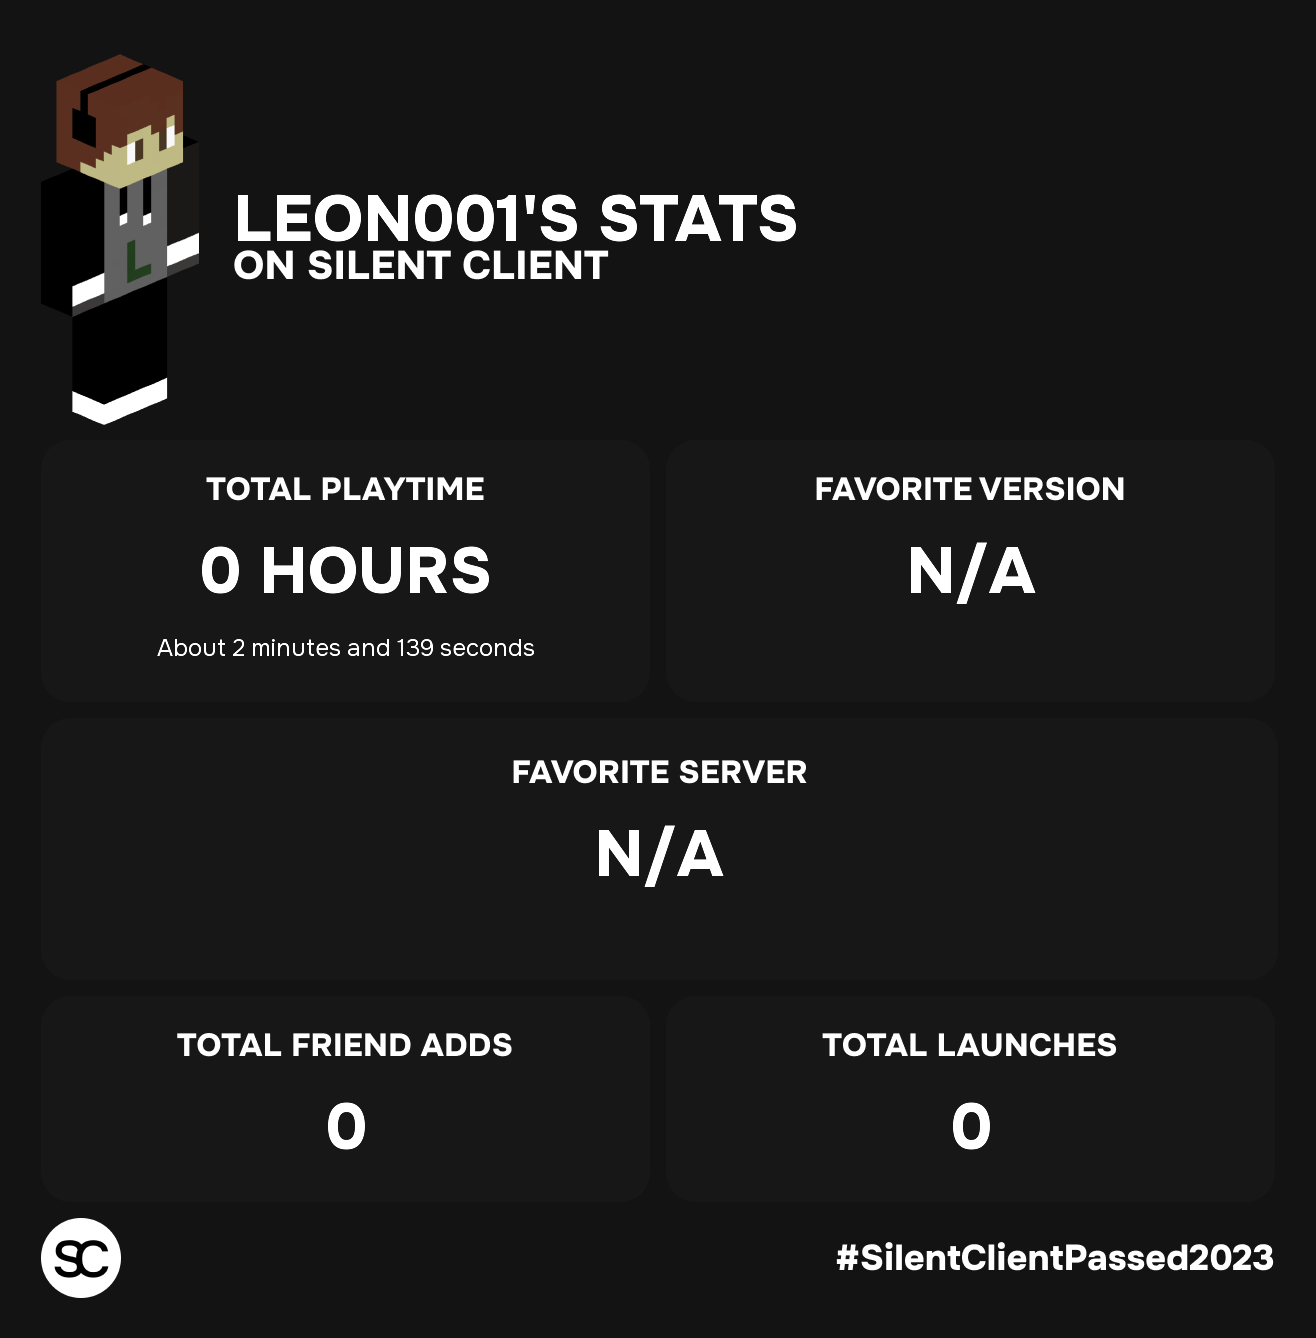 LEON001'S STATS
ON SILENT CLIENT
TOTAL PLAYTIME
0 HOURS
About 2 minutes and 139 seconds
FAVORITE VERSION
N/A
FAVORITE SERVER
N/A
TOTAL FRIEND ADDS
0
TOTAL LAUNCHES
0
SC
#SilentClientPassed2023
L